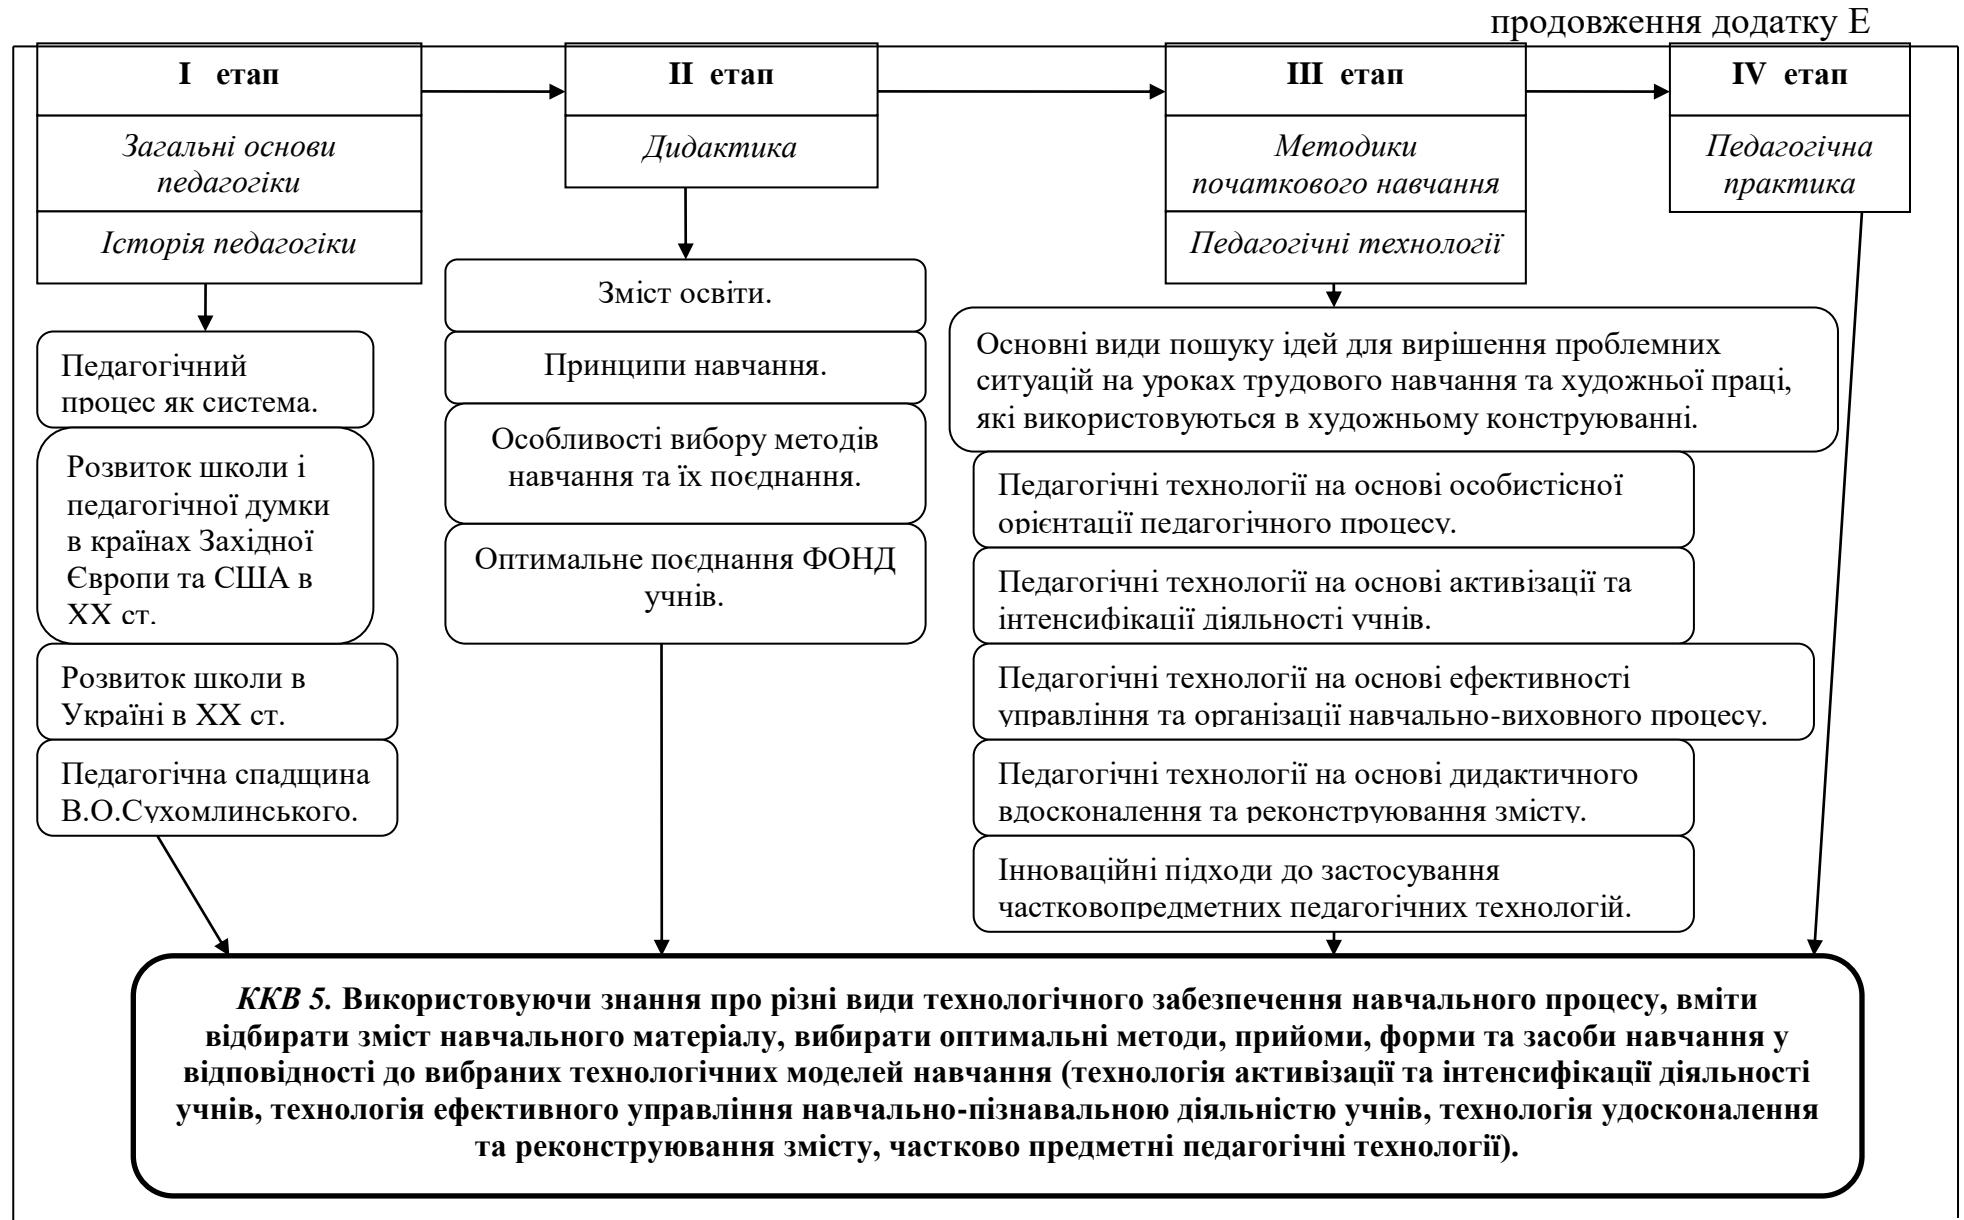 продовження додатку Е
І етап
Загальні основи
педагогіки
Історія педагогіки
Педагогічний
процес як система.
Розвиток школи і
педагогічної думки
в країнах Західної
Європи та США в
ХХ ст.
Розвиток школи в
Україні в ХХ ст.
Педагогічна спадщина
В.О.Сухомлинського.
ІІ етап
Дидактика
Зміст освіти.
Принципи навчання.
Особливості вибору методів
навчання та їх поєднання.
Оптимальне поєднання ФОНД
учнів.
ІІІ етап
Методики
початкового навчання
Педагогічні технології
Основні види пошуку ідей для вирішення проблемних
ситуацій на уроках трудового навчання та художньої праці,
які використовуються в художньому конструюванні.
Педагогічні технології на основі особистісної
орієнтації педагогічного процесу.
Педагогічні технології на основі активізації та
інтенсифікації діяльності учнів.
Педагогічні технології на основі ефективності
управління та організації навчально-виховного процесу.
Педагогічні технології на основі дидактичного
вдосконалення та реконструювання змісту.
Інноваційні підходи до застосування
частковопредметних педагогічних технологій.
IV етап
Педагогічна
практика
ККВ 5. Використовуючи знання про різні види технологічного забезпечення навчального процесу, вміти
відбирати зміст навчального матеріалу, вибирати оптимальні методи, прийоми, форми та засоби навчання у
відповідності до вибраних технологічних моделей навчання (технологія активізації та інтенсифікації діяльності
учнів, технологія ефективного управління навчально-пізнавальною діяльністю учнів, технологія удосконалення
та реконструювання змісту, частково предметні педагогічні технології).